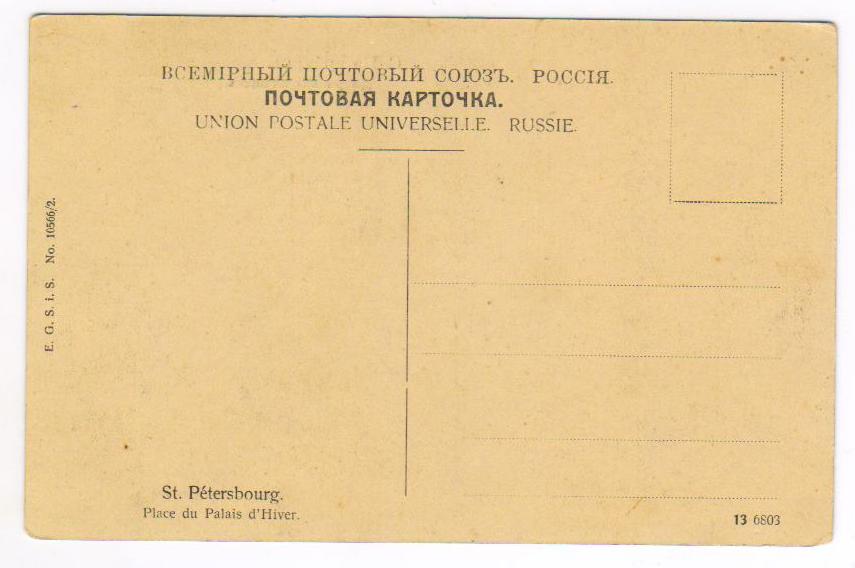 ВСЕМІРНЫЙ ПОЧТОВЫЙ СОЮЗЪ. РОССІЯ.
ПОЧТОВАЯ КАРТОЧКА.
UNION POSTALE UNIVERSELLE. RUSSIE.
E. G. S. i. S. No. 10566/2.
St. Pétersbourg.
Place du Palais d'Hiver.
13 6803